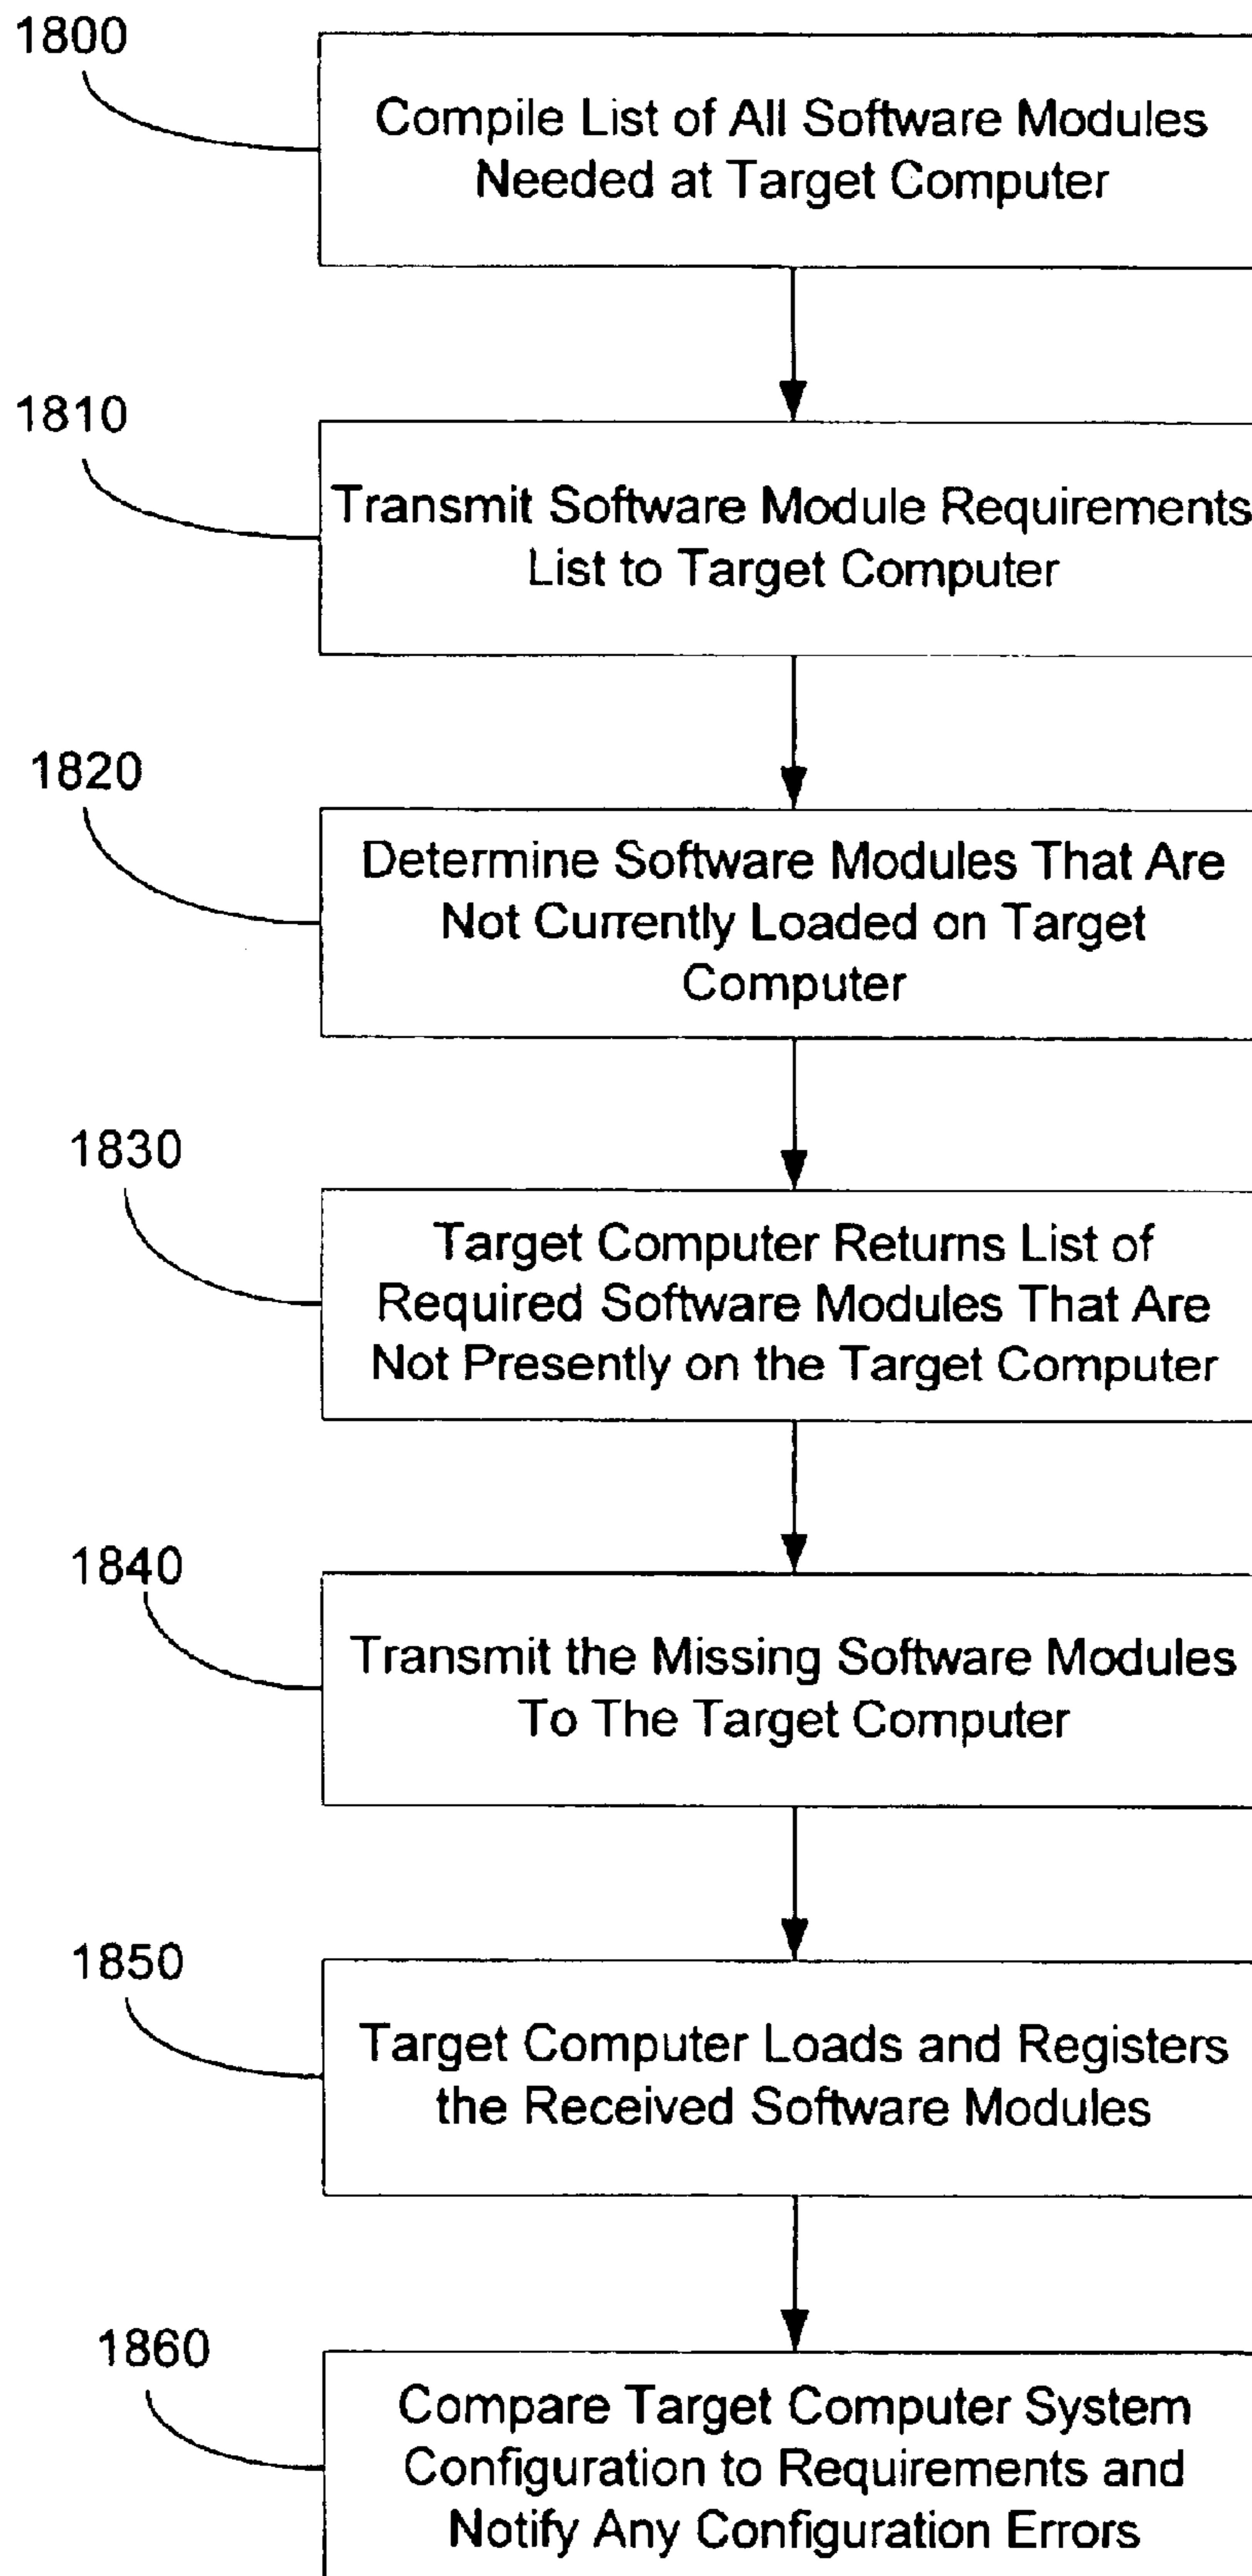 1800
Compile List of All Software Modules
Needed at Target Computer
1810
Transmit Software Module Requirements
List to Target Computer
1820
Determine Software Modules That Are
Not Currently Loaded on Target
Computer
1830
Target Computer Returns List of
Required Software Modules That Are
Not Presently on the Target Computer
1840
Transmit the Missing Software Modules
To The Target Computer
1850
Target Computer Loads and Registers
the Received Software Modules
1860
Compare Target Computer System
Configuration to Requirements and
Notify Any Configuration Errors